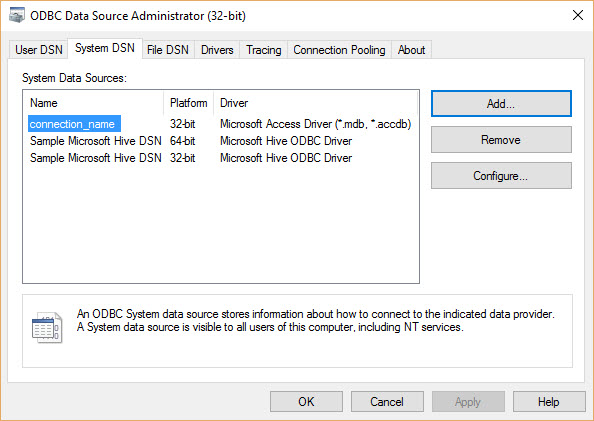 ODBC Data Source Administrator (32-bit)
User DSN System DSN File DSN Drivers Tracing Connection Pooling About
System Data Sources:
Name Platform Driver
connection_name 32-bit Microsoft Access Driver (*.mdb, *.accdb)
Sample Microsoft Hive DSN 64-bit Microsoft Hive ODBC Driver
Sample Microsoft Hive DSN 32-bit Microsoft Hive ODBC Driver
Add...
Remove
Configure...
An ODBC System data source stores information about how to connect to the indicated data provider.
A System data source is visible to all users of this computer, including NT services.
OK Cancel Apply Help